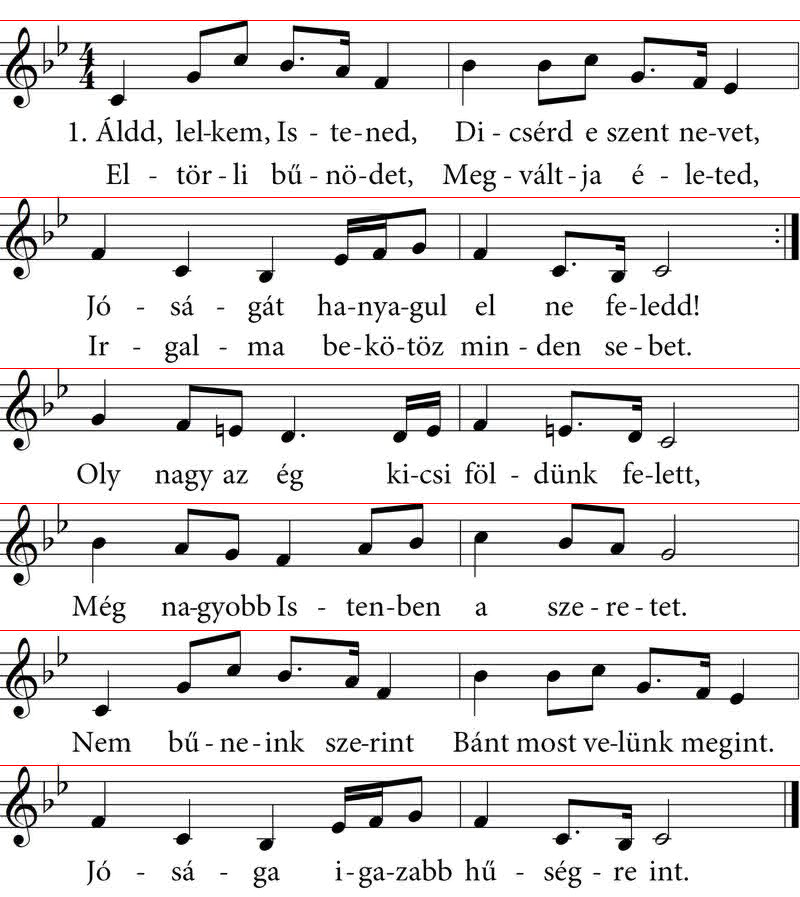 1. Áldd, lel-kem, Is - te-ned, Di - csérd e szent ne-vet,
El - tör - li bű - nö-det, Meg - vált - ja é - le-ted,
Jó - sá - gát ha-nya-gul el ne fe-ledd!
Ir - gal - ma be-kö-töz min - den se - bet.
Oly nagy az ég ki-csi föl - dünk fe-lett,
Még na-gyobb Is - ten-ben a sze - re - tet.
Nem bű - ne - ink sze-rint Bánt most ve-lünk megint.
Jó - sá - ga i-ga-zabb hű - ség - re int.